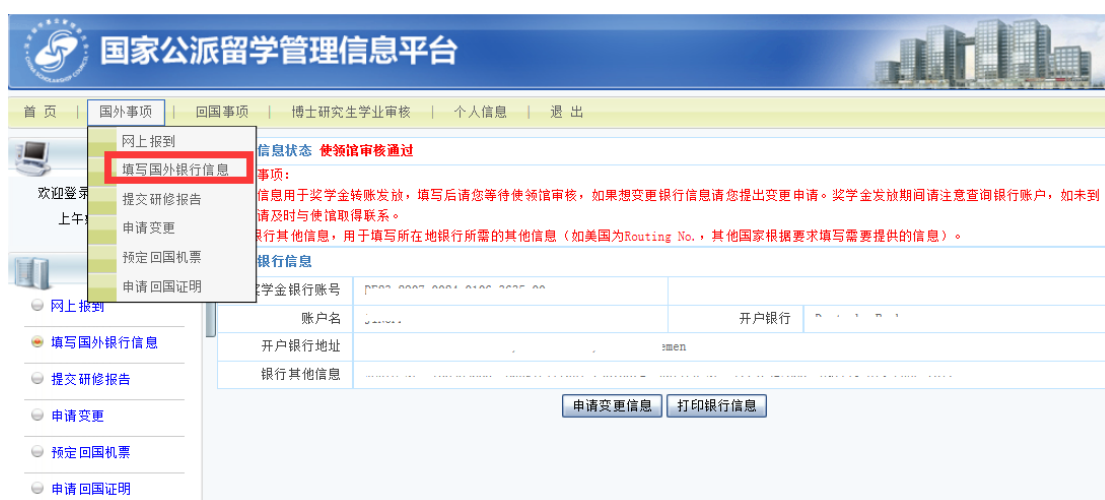 国家公派留学管理信息平台
首 页 | 国外事项 | 回国事项 | 博士研究生学业审核 | 个人信息 | 退 出
网上报到
填写国外银行信息
提交研修报告
申请变更
预定回国机票
申请回国证明
欢迎登录
上午
网上报到
填写国外银行信息
提交研修报告
申请变更
预定回国机票
申请回国证明
信息状态 使领馆审核通过
事项：
信息用于奖学金转账发放，填写后请您等待使领馆审核，如果想变更银行信息请您提出变更申请。奖学金发放期间请注意查询银行账户，如未到
请及时与使馆取得联系。
银行其他信息，用于填写所在地银行所需的其他信息（如美国为Routing No.，其他国家根据要求填写需要提供的信息）。
银行信息
奖学金银行账号
账户名 开户银行
开户银行地址 emen
银行其他信息
申请变更信息 打印银行信息